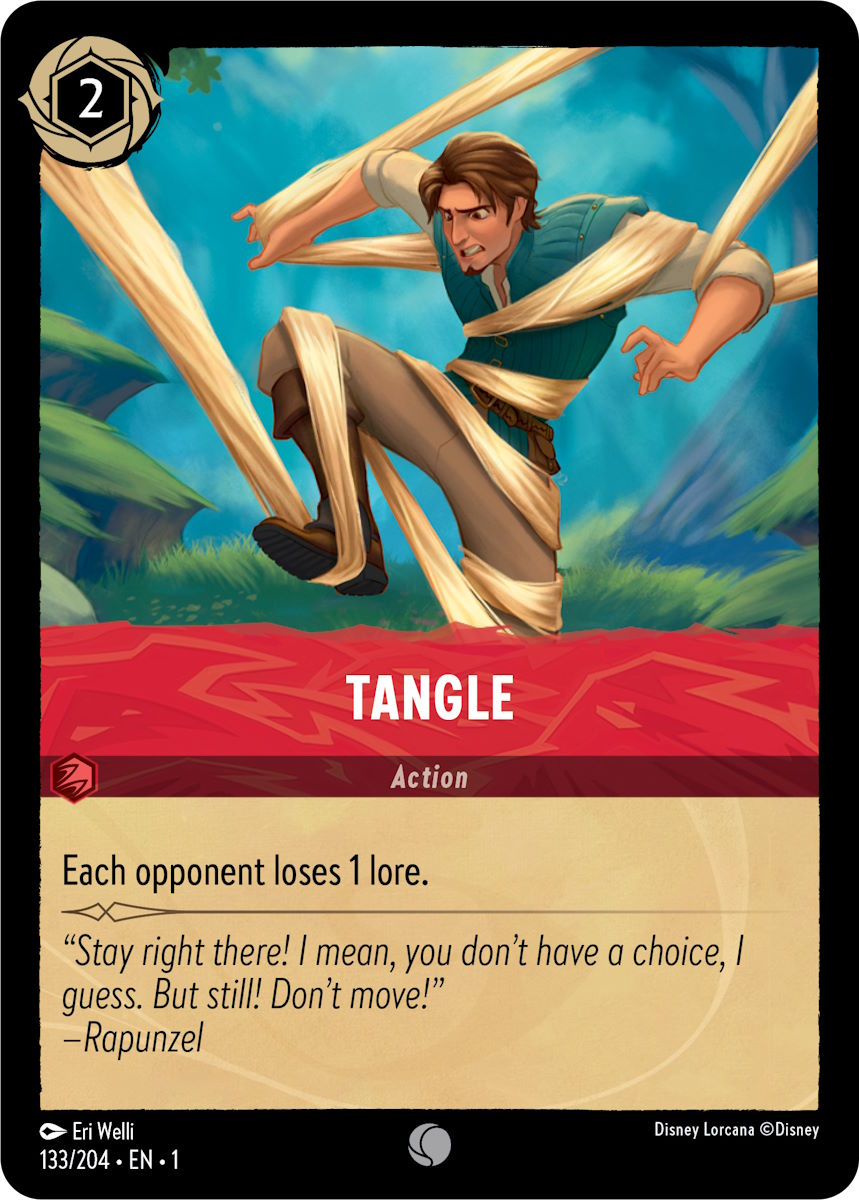 2
TANGLE
Action
Each opponent loses 1 lore.
“Stay right there! I mean, you don’t have a choice, I
guess. But still! Don’t move!”
–Rapunzel
Eri Welli
Disney Lorcana ©Disney
133/204 • EN • 1